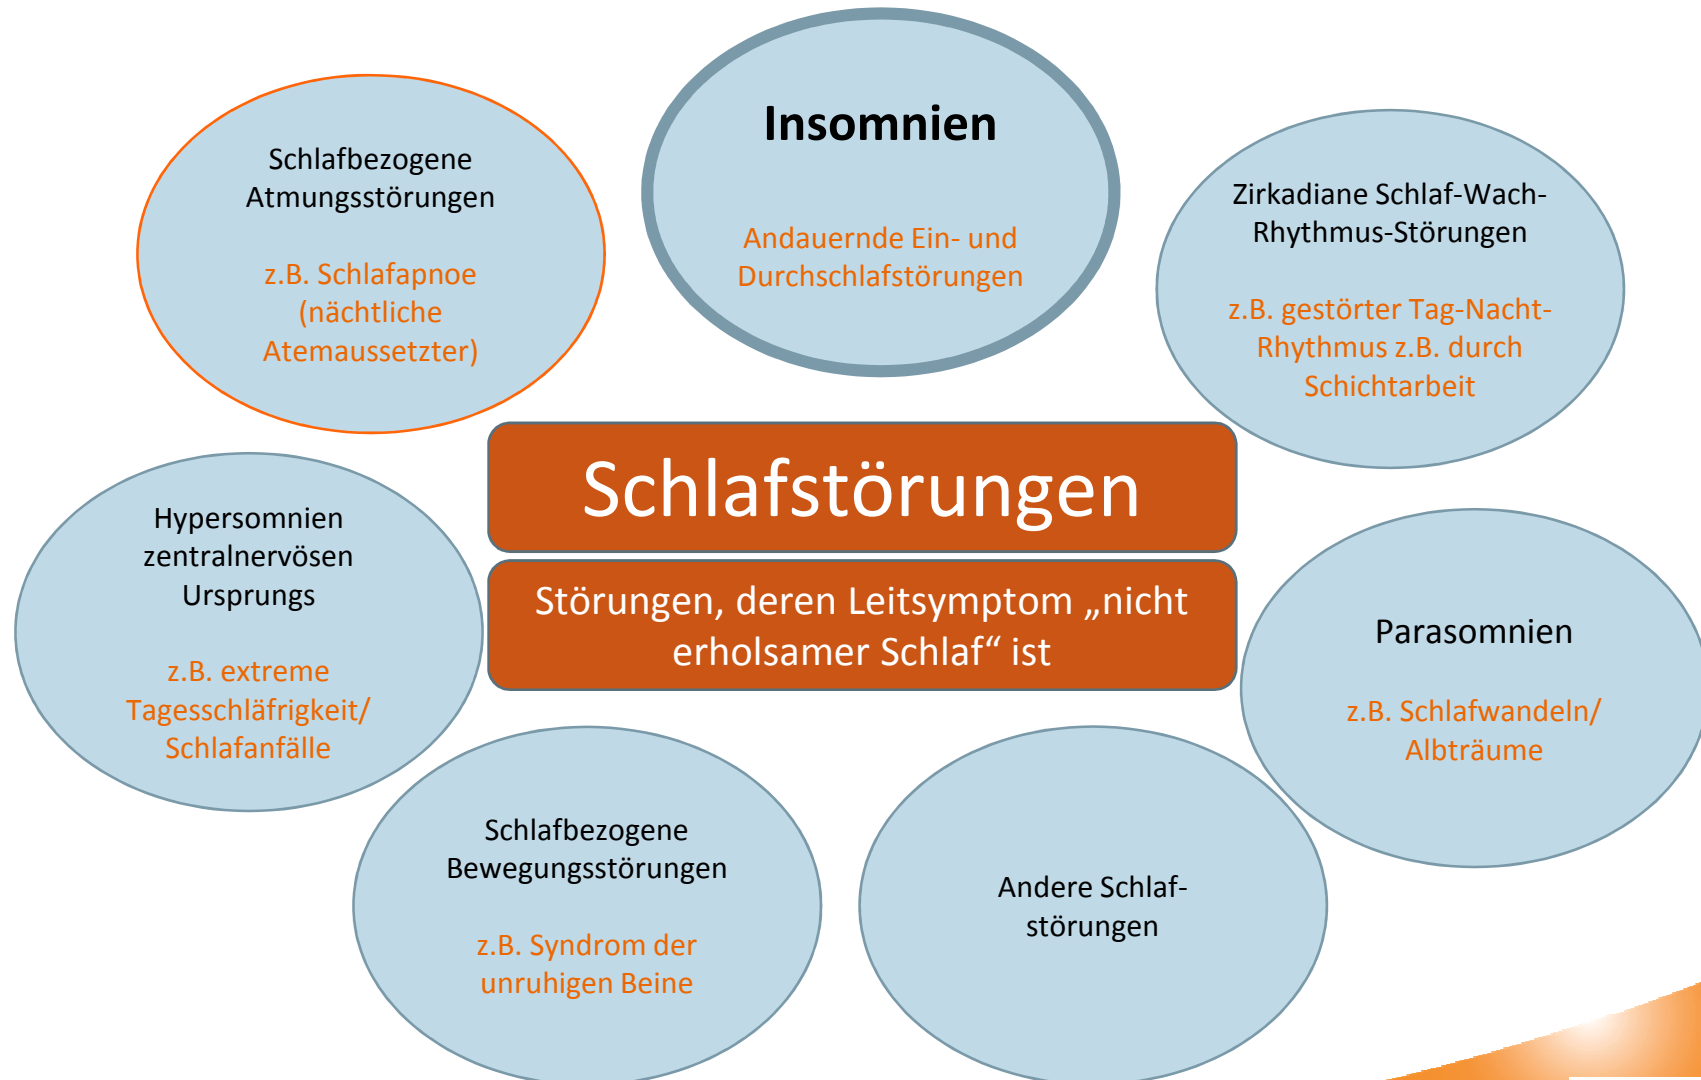 Insomnien
Andauernde Ein- und
Durchschlafstörungen
Schlafbezogene
Atmungsstörungen
z.B. Schlafapnoe
(nächtliche
Atemaussetzter)
Zirkadiane Schlaf-Wach-
Rhythmus-Störungen
z.B. gestörter Tag-Nacht-
Rhythmus z.B. durch
Schichtarbeit
Schlafstörungen
Störungen, deren Leitsymptom „nicht
erholsamer Schlaf“ ist
Hypersomnien
zentralnervösen
Ursprungs
z.B. extreme
Tagesschläfrigkeit/
Schlafanfälle
Parasomnien
z.B. Schlafwandeln/
Albträume
Schlafbezogene
Bewegungsstörungen
z.B. Syndrom der
unruhigen Beine
Andere Schlaf-
störungen